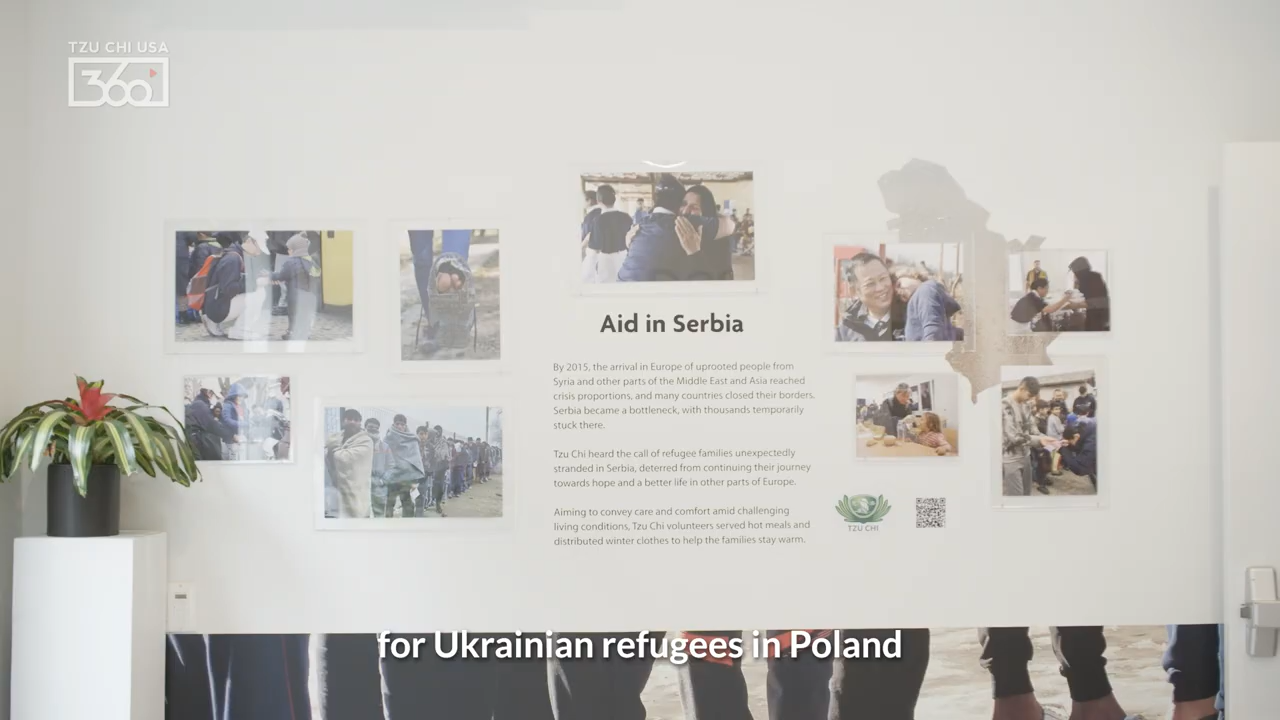 TZU CHI USA
360
Aid in Serbia
By 2015, the arrival in Europe of uprooted people from
Syria and other parts of the Middle East and Asia reached
crisis proportions, and many countries closed their borders.
Serbia became a bottleneck, with thousands temporarily
stuck there.
Tzu Chi heard the call of refugee families unexpectedly
stranded in Serbia, deterred from continuing their journey
towards hope and a better life in other parts of Europe.
Aiming to convey care and comfort amid challenging
living conditions, Tzu Chi volunteers served hot meals and
distributed winter clothes to help the families stay warm.
TZU CHI
for Ukrainian refugees in Poland